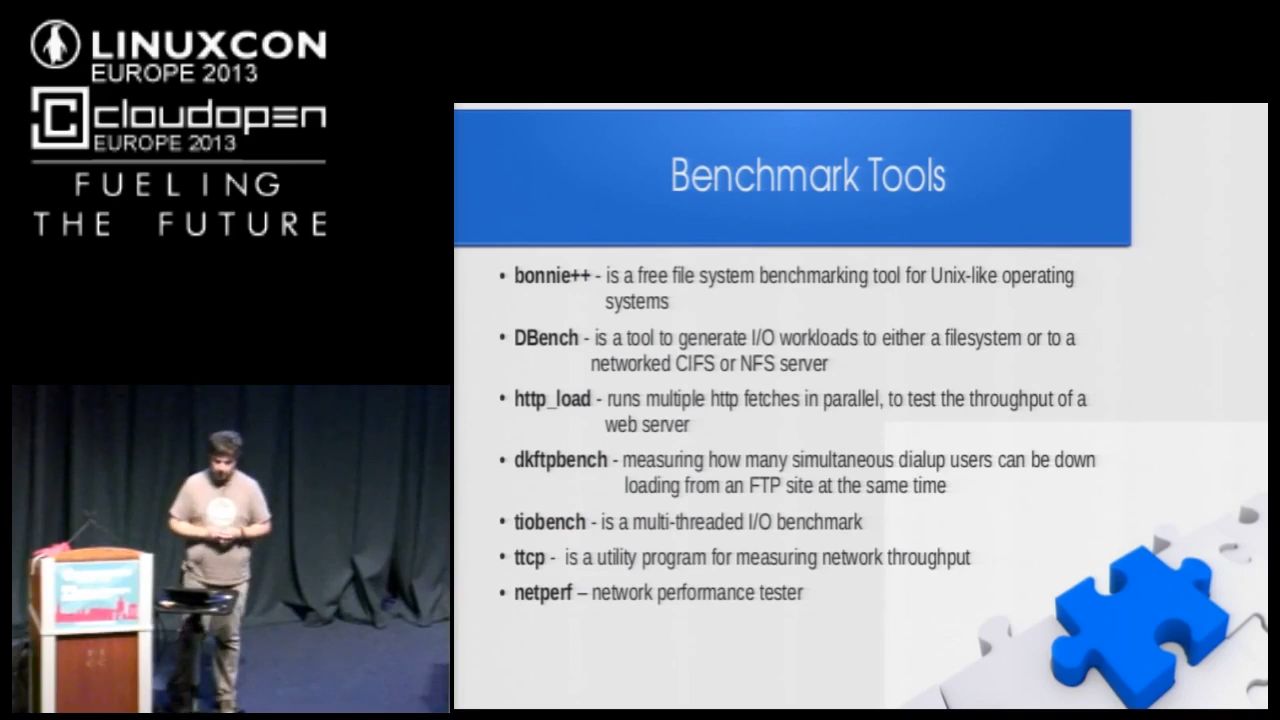 LINUXCON
EUROPE 2013
cloudopen
EUROPE 2013
FUELING
THE FUTURE
Benchmark Tools
• bonnie++ - is a free file system benchmarking tool for Unix-like operating
systems
• DBench - is a tool to generate I/O workloads to either a filesystem or to a
networked CIFS or NFS server
• http_load - runs multiple http fetches in parallel, to test the throughput of a
web server
• dkftpbench - measuring how many simultaneous dialup users can be down
loading from an FTP site at the same time
• tiobench - is a multi-threaded I/O benchmark
• ttcp - is a utility program for measuring network throughput
• netperf – network performance tester